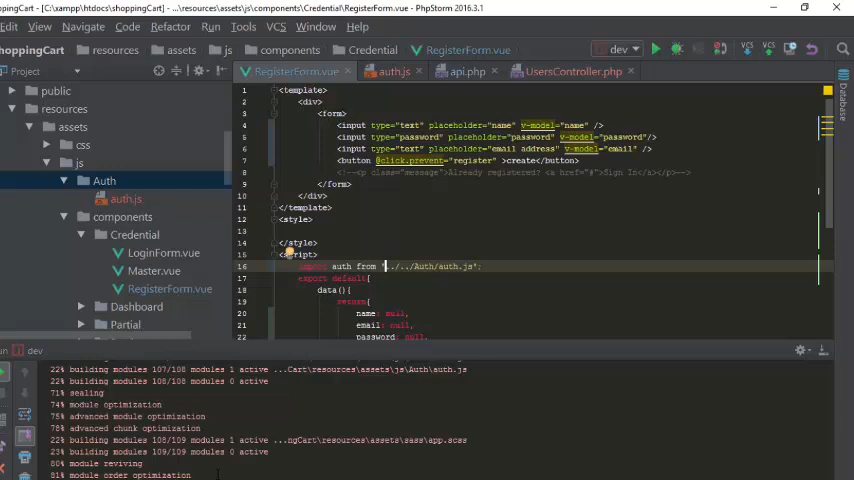 shoppingCart - [C:\xampp\htdocs\shoppingCart] - [...\resources\assets\js\components\Credential\RegisterForm.vue] - PhpStorm 2016.3.1
Edit View Navigate Code Refactor Run Tools VCS Window Help
shoppingCart resources assets js components Credential RegisterForm.vue dev
Project
public
resources
assets
css
js
Auth
auth.js
components
Credential
LoginForm.vue
Master.vue
RegisterForm.vue
Dashboard
Partial
RegisterForm.vue auth.js api.php UsersController.php
Database
1 <template>
2 <div>
3 <form>
4 <input type="text" placeholder="name" v-model="name" />
5 <input type="password" placeholder="password" v-model="password"/>
6 <input type="text" placeholder="email address" v-model="email" />
7 <button @click.prevent="register" >create</button>
8 <!--<p class="message">Already registered? <a href="#">Sign In</a></p>-->
9 </form>
10 </div>
11 </template>
12 <style>
13
14 </style>
15 <script>
16 import auth from "../../Auth/auth.js";
17 export default{
18 data(){
19 return{
20 name: null,
21 email: null,
22 password: null,
dev
22% building modules 107/108 modules 1 active ...Cart\resources\assets\js\Auth\auth.js
22% building modules 108/108 modules 0 active
71% sealing
74% module optimization
75% advanced module optimization
78% advanced chunk optimization
22% building modules 108/109 modules 1 active ...ngCart\resources\assets\sass\app.scss
23% building modules 109/109 modules 0 active
80% module reviving
81% module order optimization